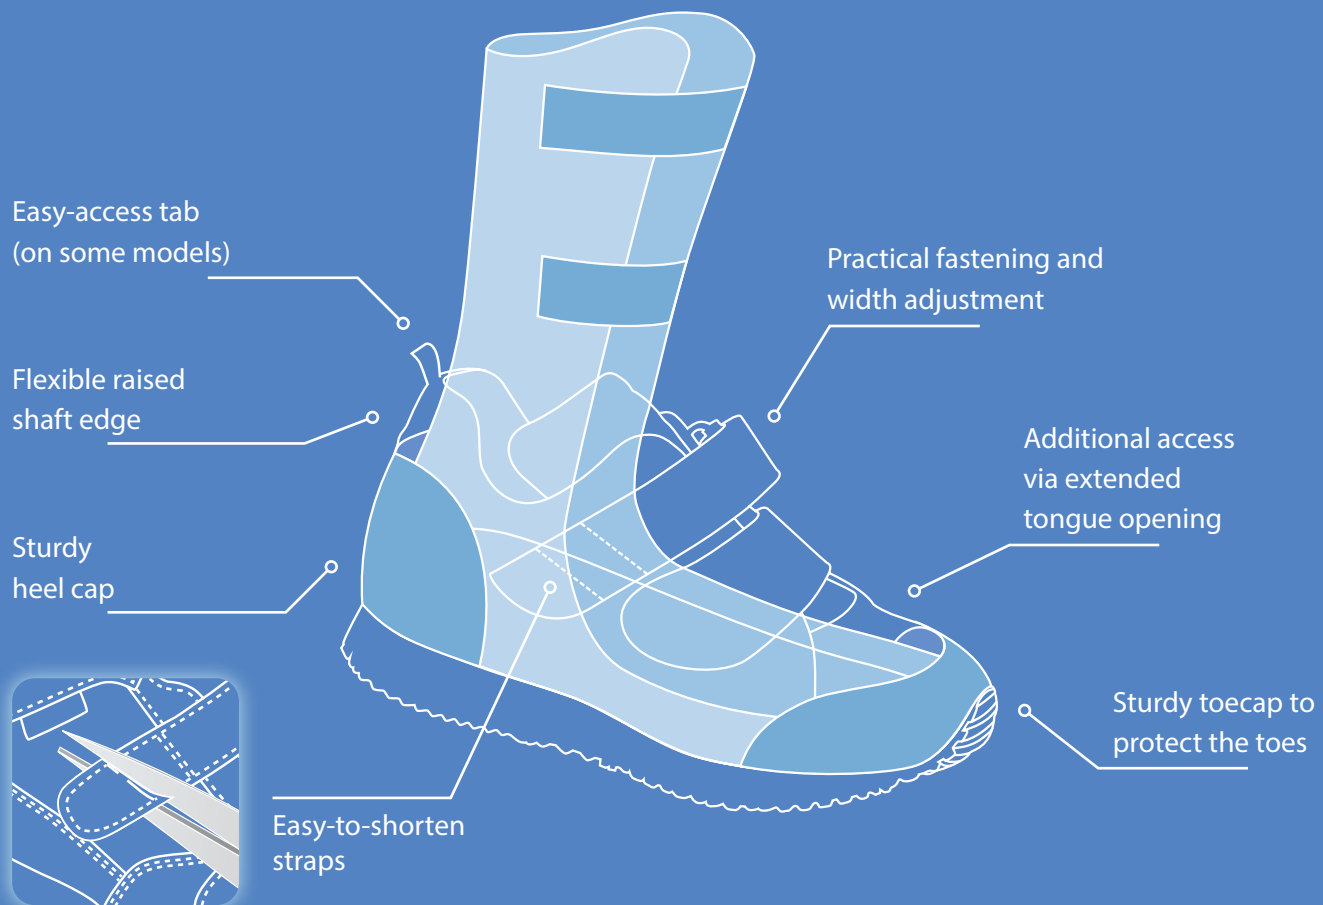 Easy-access tab
(on some models)
Practical fastening and
width adjustment
Flexible raised
shaft edge
Additional access
via extended
tongue opening
Sturdy
heel cap
Sturdy toecap to
protect the toes
Easy-to-shorten
straps